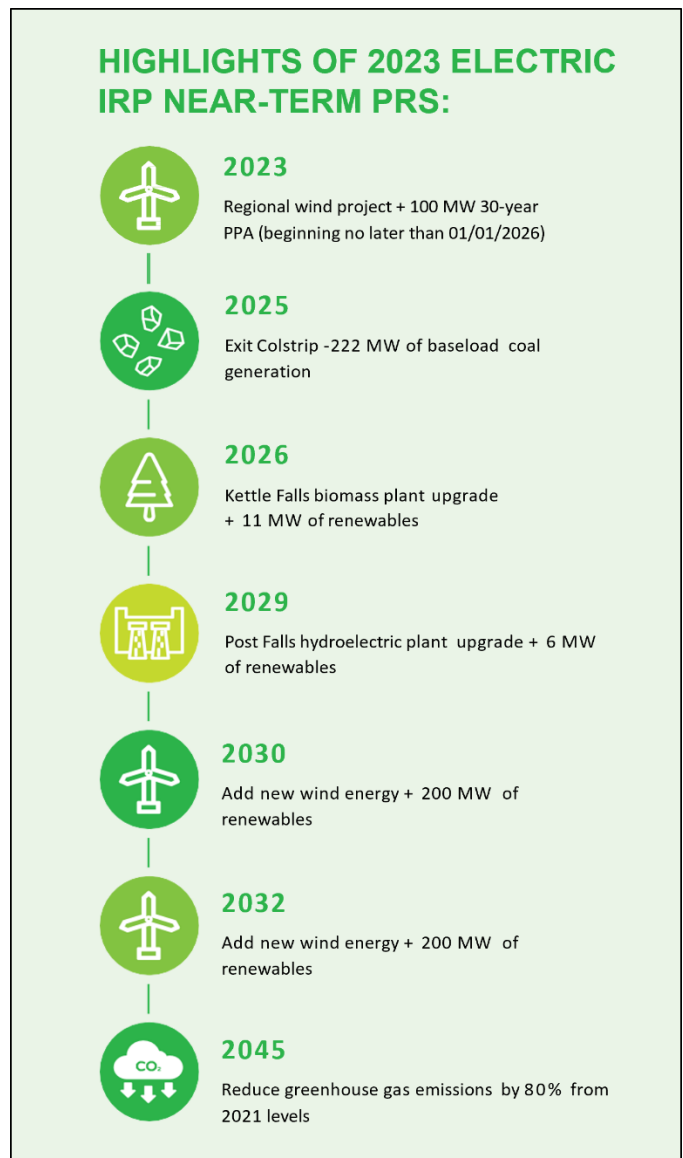 HIGHLIGHTS OF 2023 ELECTRIC
IRP NEAR-TERM PRS:
2023
Regional wind project + 100 MW 30-year
PPA (beginning no later than 01/01/2026)
2025
Exit Colstrip -222 MW of baseload coal
generation
2026
Kettle Falls biomass plant upgrade
+ 11 MW of renewables
2029
Post Falls hydroelectric plant upgrade + 6 MW
of renewables
2030
Add new wind energy + 200 MW of
renewables
2032
Add new wind energy + 200 MW of
renewables
CO₂
2045
Reduce greenhouse gas emissions by 80% from
2021 levels